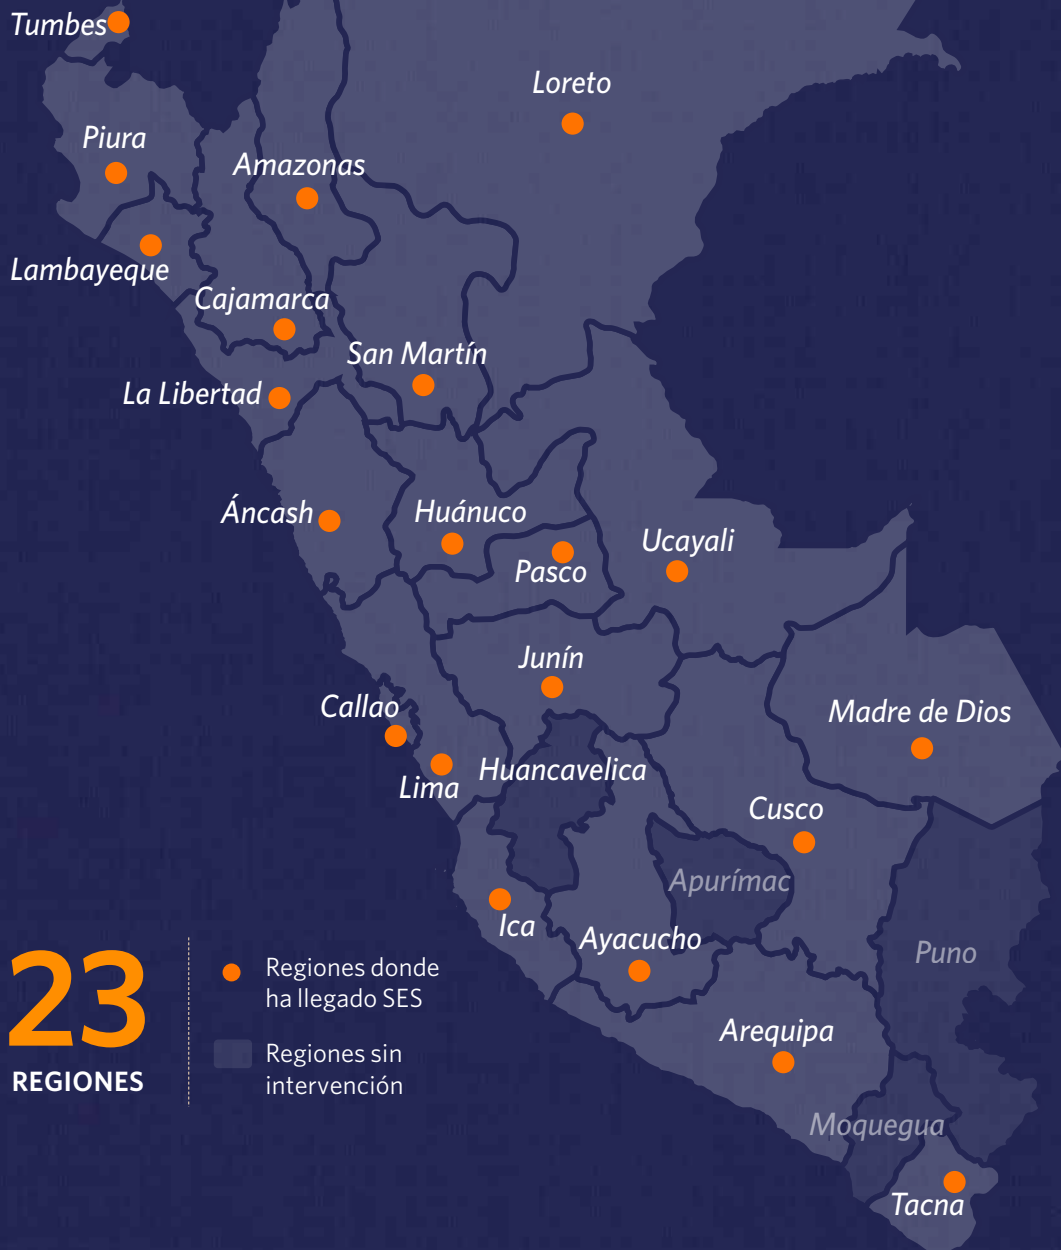 Tumbes
Loreto
Piura
Amazonas
Lambayeque
Cajamarca
San Martín
La Libertad
Áncash
Huánuco
Ucayali
Pasco
Junín
Callao
Madre de Dios
Huancavelica
Lima
Cusco
Apurímac
Ica
Ayacucho
Puno
Arequipa
Moquegua
Tacna
23
REGIONES
Regiones donde
ha llegado SES
Regiones sin
intervención